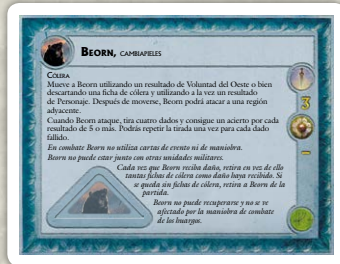 BEORN, CAMBIAPIELES
CÓLERA
Mueve a Beorn utilizando un resultado de Voluntad del Oeste o bien
descartando una ficha de cólera y utilizando a la vez un resultado
de Personaje. Después de moverse, Beorn podrá atacar a una región
adyacente.
Cuando Beorn ataque, tira cuatro dados y consigue un acierto por cada
resultado de 5 o más. Podrás repetir la tirada una vez por cada dado
fallido.
En combate Beorn no utiliza cartas de evento ni de maniobra.
Beorn no puede estar junto con otras unidades militares.
Cada vez que Beorn reciba daño, retira en vez de ello
tantas fichas de cólera como daño haya recibido. Si
se queda sin fichas de cólera, retira a Beorn de la
partida.
Beorn no puede recuperarse y no se ve
afectado por la maniobra de combate
de los huargos.
3
–